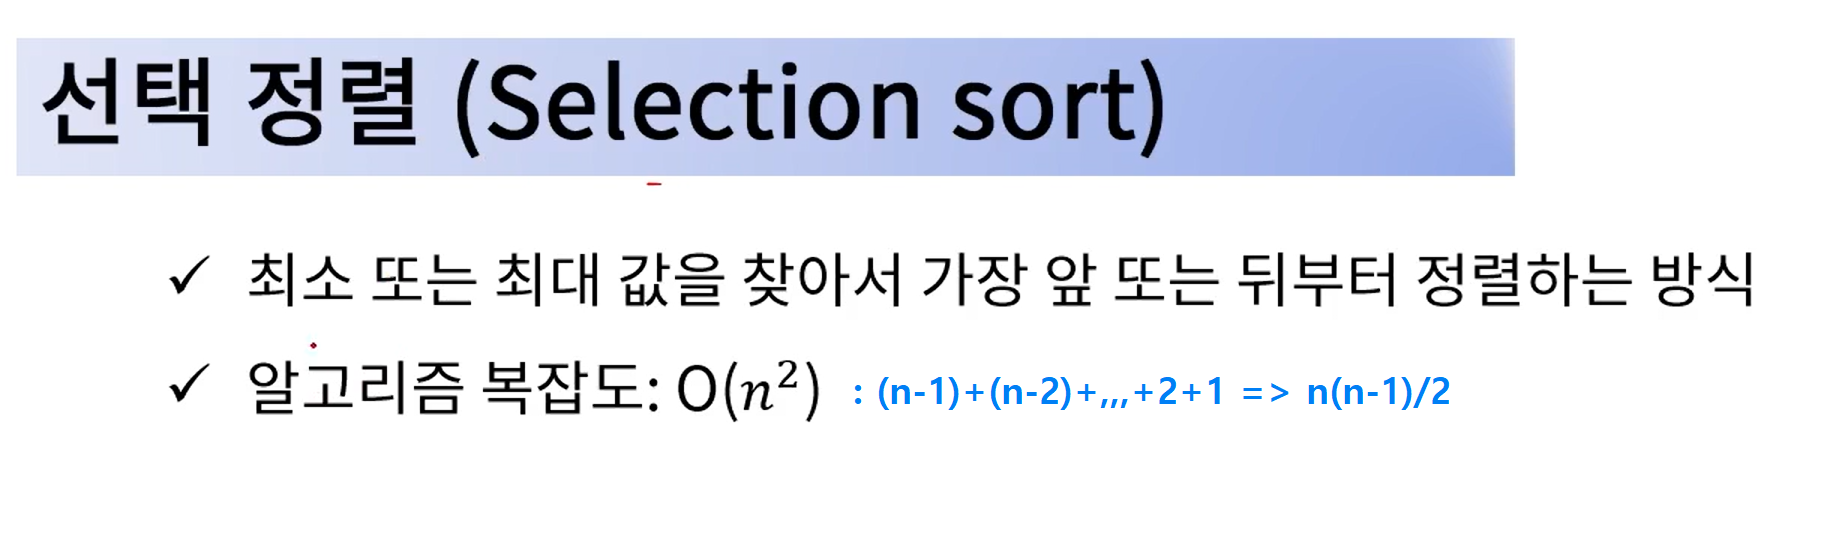 선택 정렬 (Selection sort)
✓ 최소 또는 최대 값을 찾아서 가장 앞 또는 뒤부터 정렬하는 방식
✓ 알고리즘 복잡도: O(n²) : (n-1)+(n-2)+,,,+2+1 => n(n-1)/2